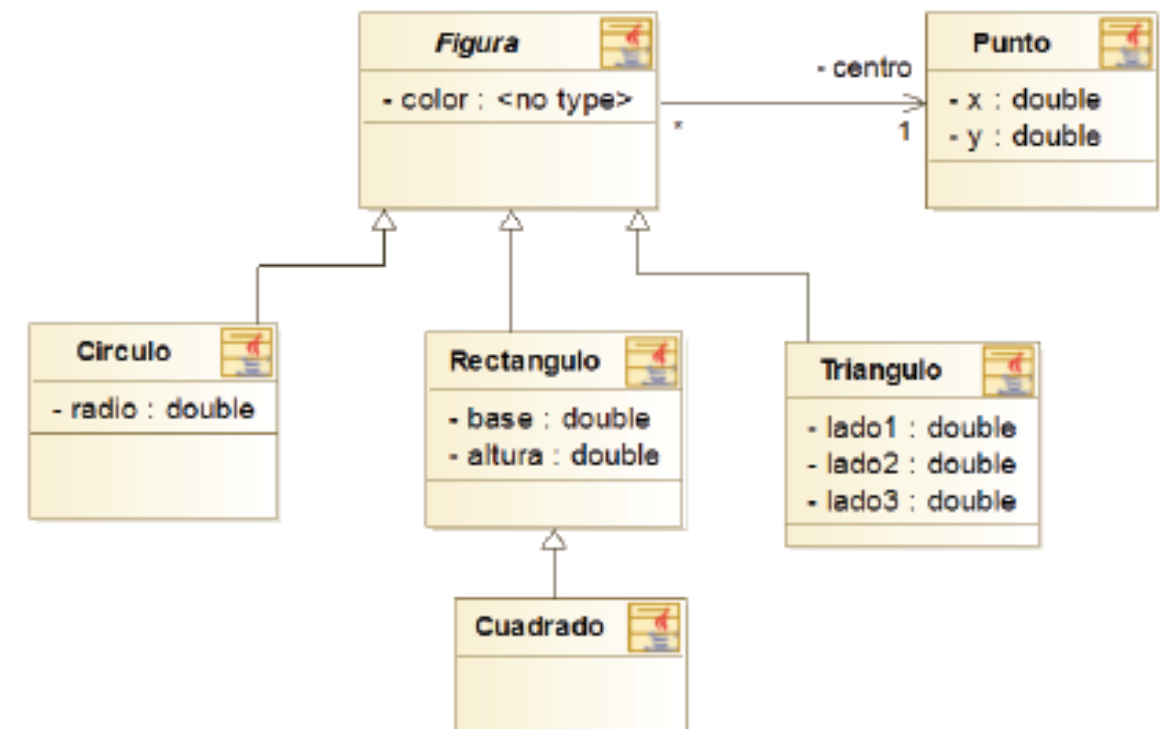 Figura
- color : <no type>
- centro
*
1
Punto
- x : double
- y : double
Circulo
- radio : double
Rectangulo
- base : double
- altura : double
Triangulo
- lado1 : double
- lado2 : double
- lado3 : double
Cuadrado